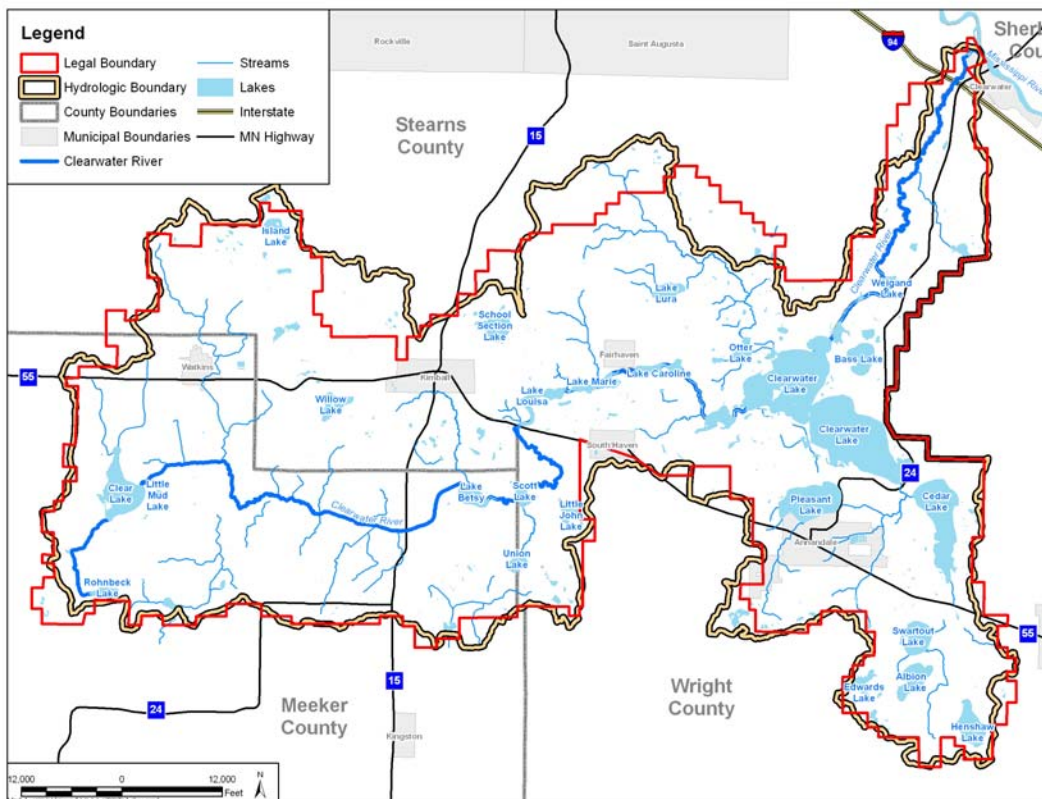 Legend
Legal Boundary
Hydrologic Boundary
County Boundaries
Municipal Boundaries
Clearwater River
Streams
Lakes
Interstate
MN Highway
Rockville
Saint Augusta
94
Sherb
Cou
Mississippi River
Clearwater
Stearns
County
15
Island
Lake
Clearwater River
Weigand
Lake
Lake
Lura
School
Section
Lake
Otter
Lake
Bass Lake
Watkins
Fairhaven
55
Kimball
Lake Marie
Lake Caroline
Clearwater
Lake
Lake
Louisa
Willow
Lake
Clearwater
Lake
South Haven
24
Clear
Lake
Little
Mud
Lake
Lake
Betsy
Scott
Lake
Little
John
Lake
Pleasant
Lake
Cedar
Lake
Clearwater River
Annandale
Union
Lake
Rohnbeck
Lake
Swartout
Lake
55
Albion
Lake
Edwards
Lake
Henshaw
Lake
Meeker
County
15
24
Kingston
Wright
County
12,000 0 12,000
Feet
N